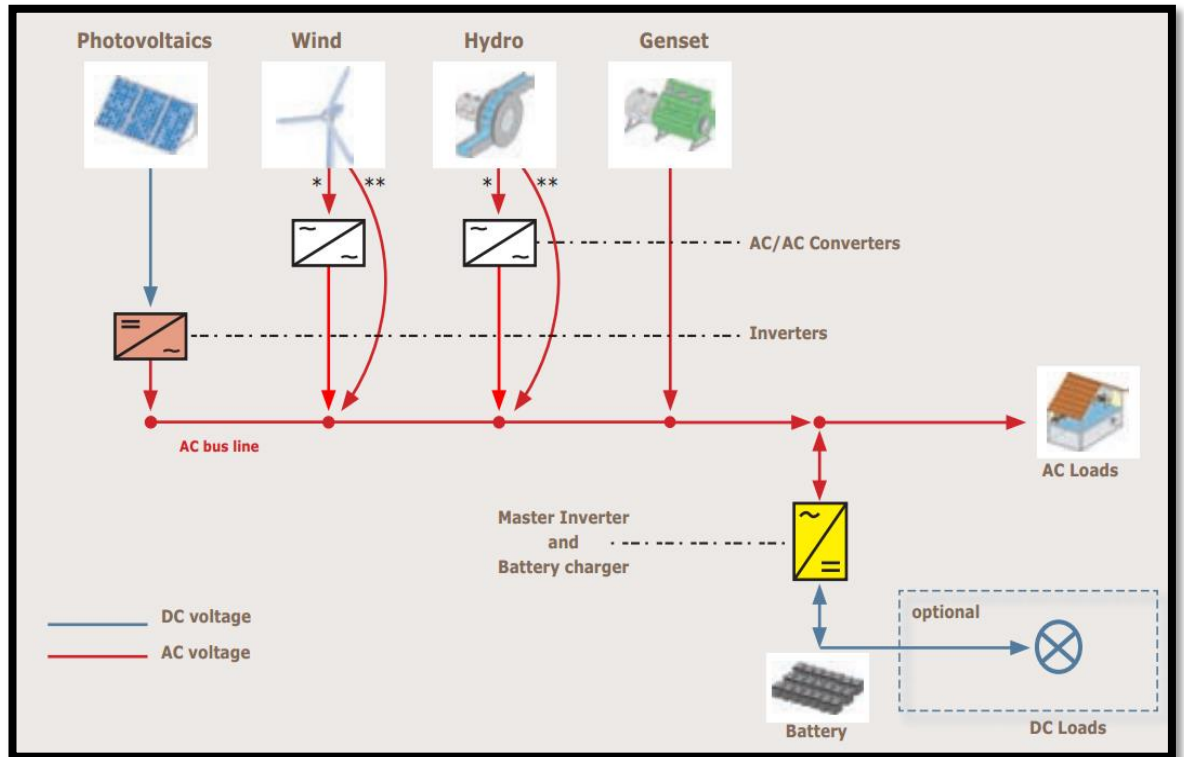 Photovoltaics
Wind
Hydro
Genset
*
**
*
**
AC/AC Converters
Inverters
AC bus line
AC Loads
Master Inverter
and
Battery charger
DC voltage
AC voltage
optional
Battery
DC Loads